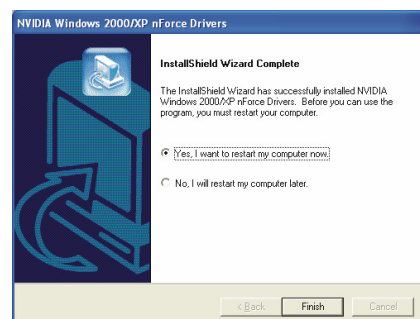 NVIDIA Windows 2000/XP nForce Drivers
InstallShield Wizard Complete
The InstallShield Wizard has successfully installed NVIDIA
Windows 2000/XP nForce Drivers. Before you can use the
program, you must restart your computer.
Yes, I want to restart my computer now.
No, I will restart my computer later.
< Back
Finish
Cancel